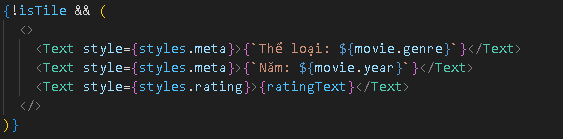 {!isTile && (
<>
<Text style={styles.meta}>{`Thể loại: ${movie.genre}`}</Text>
<Text style={styles.meta}>{`Năm: ${movie.year}`}</Text>
<Text style={styles.rating}>{ratingText}</Text>
</>
)}